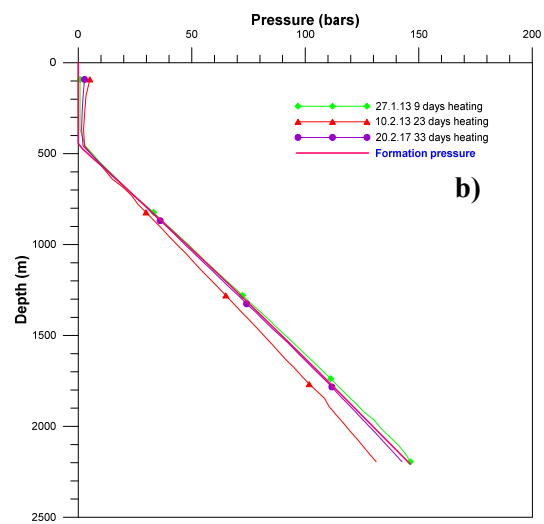 Pressure (bars)
0 50 100 150 200
0
27.1.13 9 days heating
10.2.13 23 days heating
20.2.17 33 days heating
Formation pressure
b)
500
1000
Depth (m)
1500
2000
2500